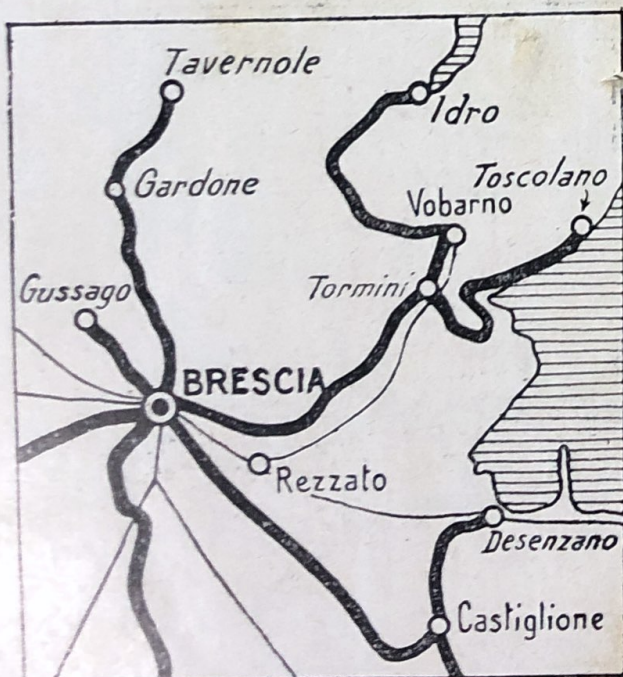 Tavernole
Idro
Gardone
Toscolano
Vobarno
Gussago
Tormini
BRESCIA
Rezzato
Desenzano
Castiglione